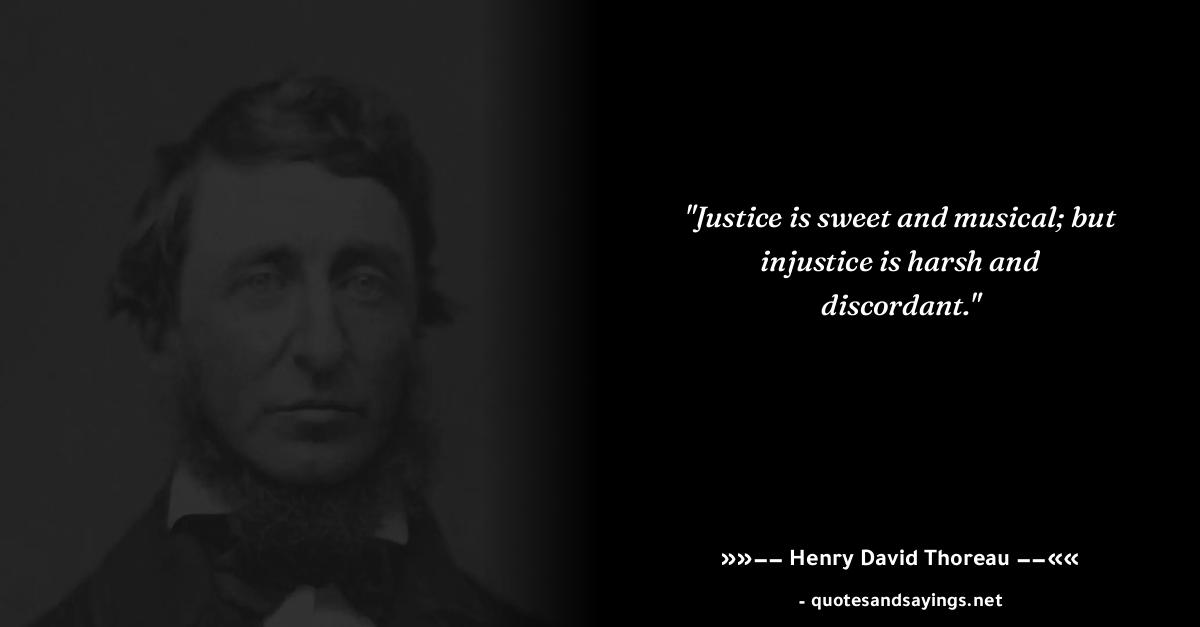 "Justice is sweet and musical; but
injustice is harsh and
discordant."
»»−− Henry David Thoreau −−««
- quotesandsayings.net